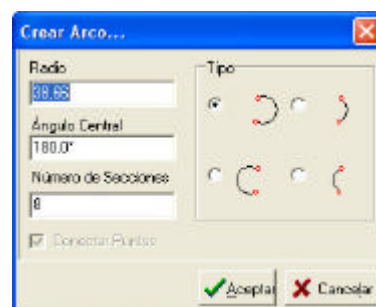 Crear Arco...
Radio
38,66
Tipo
Ángulo Central
180.0°
Número de Secciones
8
Conectar Puntos
Aceptar
Cancelar